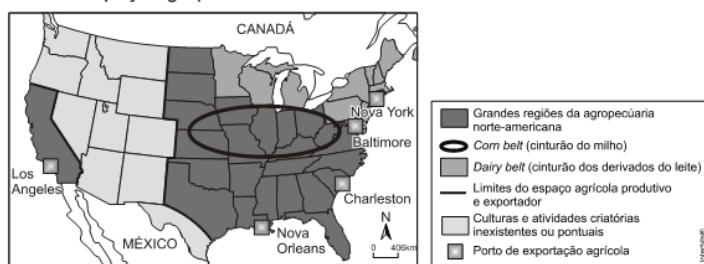 CANADÁ
Nova York
Baltimore
Los
Angeles
Charleston
N
Nova
Orleans
MÉXICO
0 406km
Grandes regiões da agropecuária
norte-americana
Corn belt (cinturão do milho)
Dairy belt (cinturão dos derivados do leite)
Limites do espaço agrícola produtivo
e exportador
Culturas e atividades criatórias
inexistentes ou pontuais
Porto de exportação agrícola